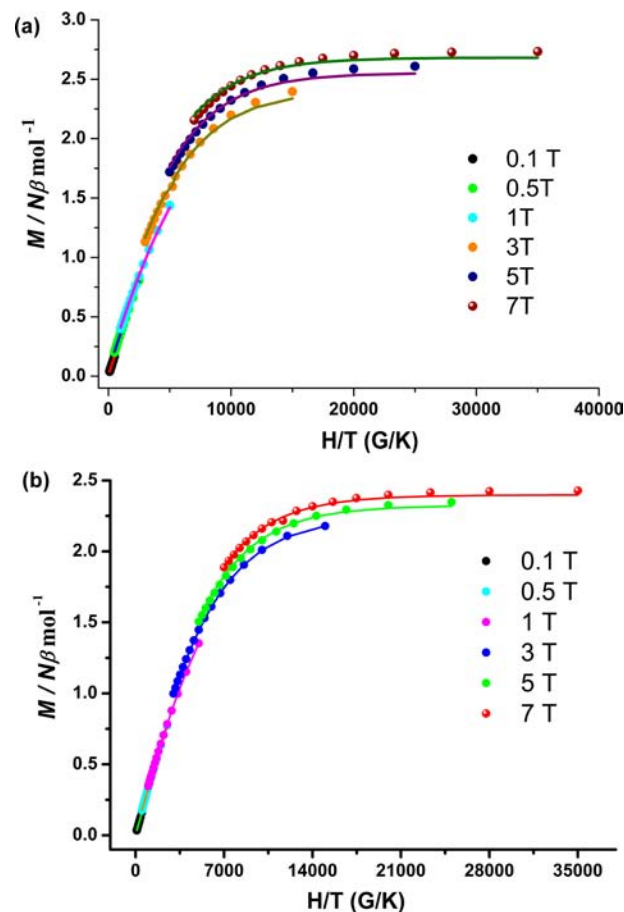 (a)
3.0
2.5
2.0
1.5
1.0
0.5
0.0
M / Nβ mol⁻¹
0.1 T
0.5T
1T
3T
5T
7T
0 10000 20000 30000 40000
H/T (G/K)
(b)
2.5
2.0
1.5
1.0
0.5
0.0
M / Nβ mol⁻¹
0.1 T
0.5 T
1 T
3 T
5 T
7 T
0 7000 14000 21000 28000 35000
H/T (G/K)